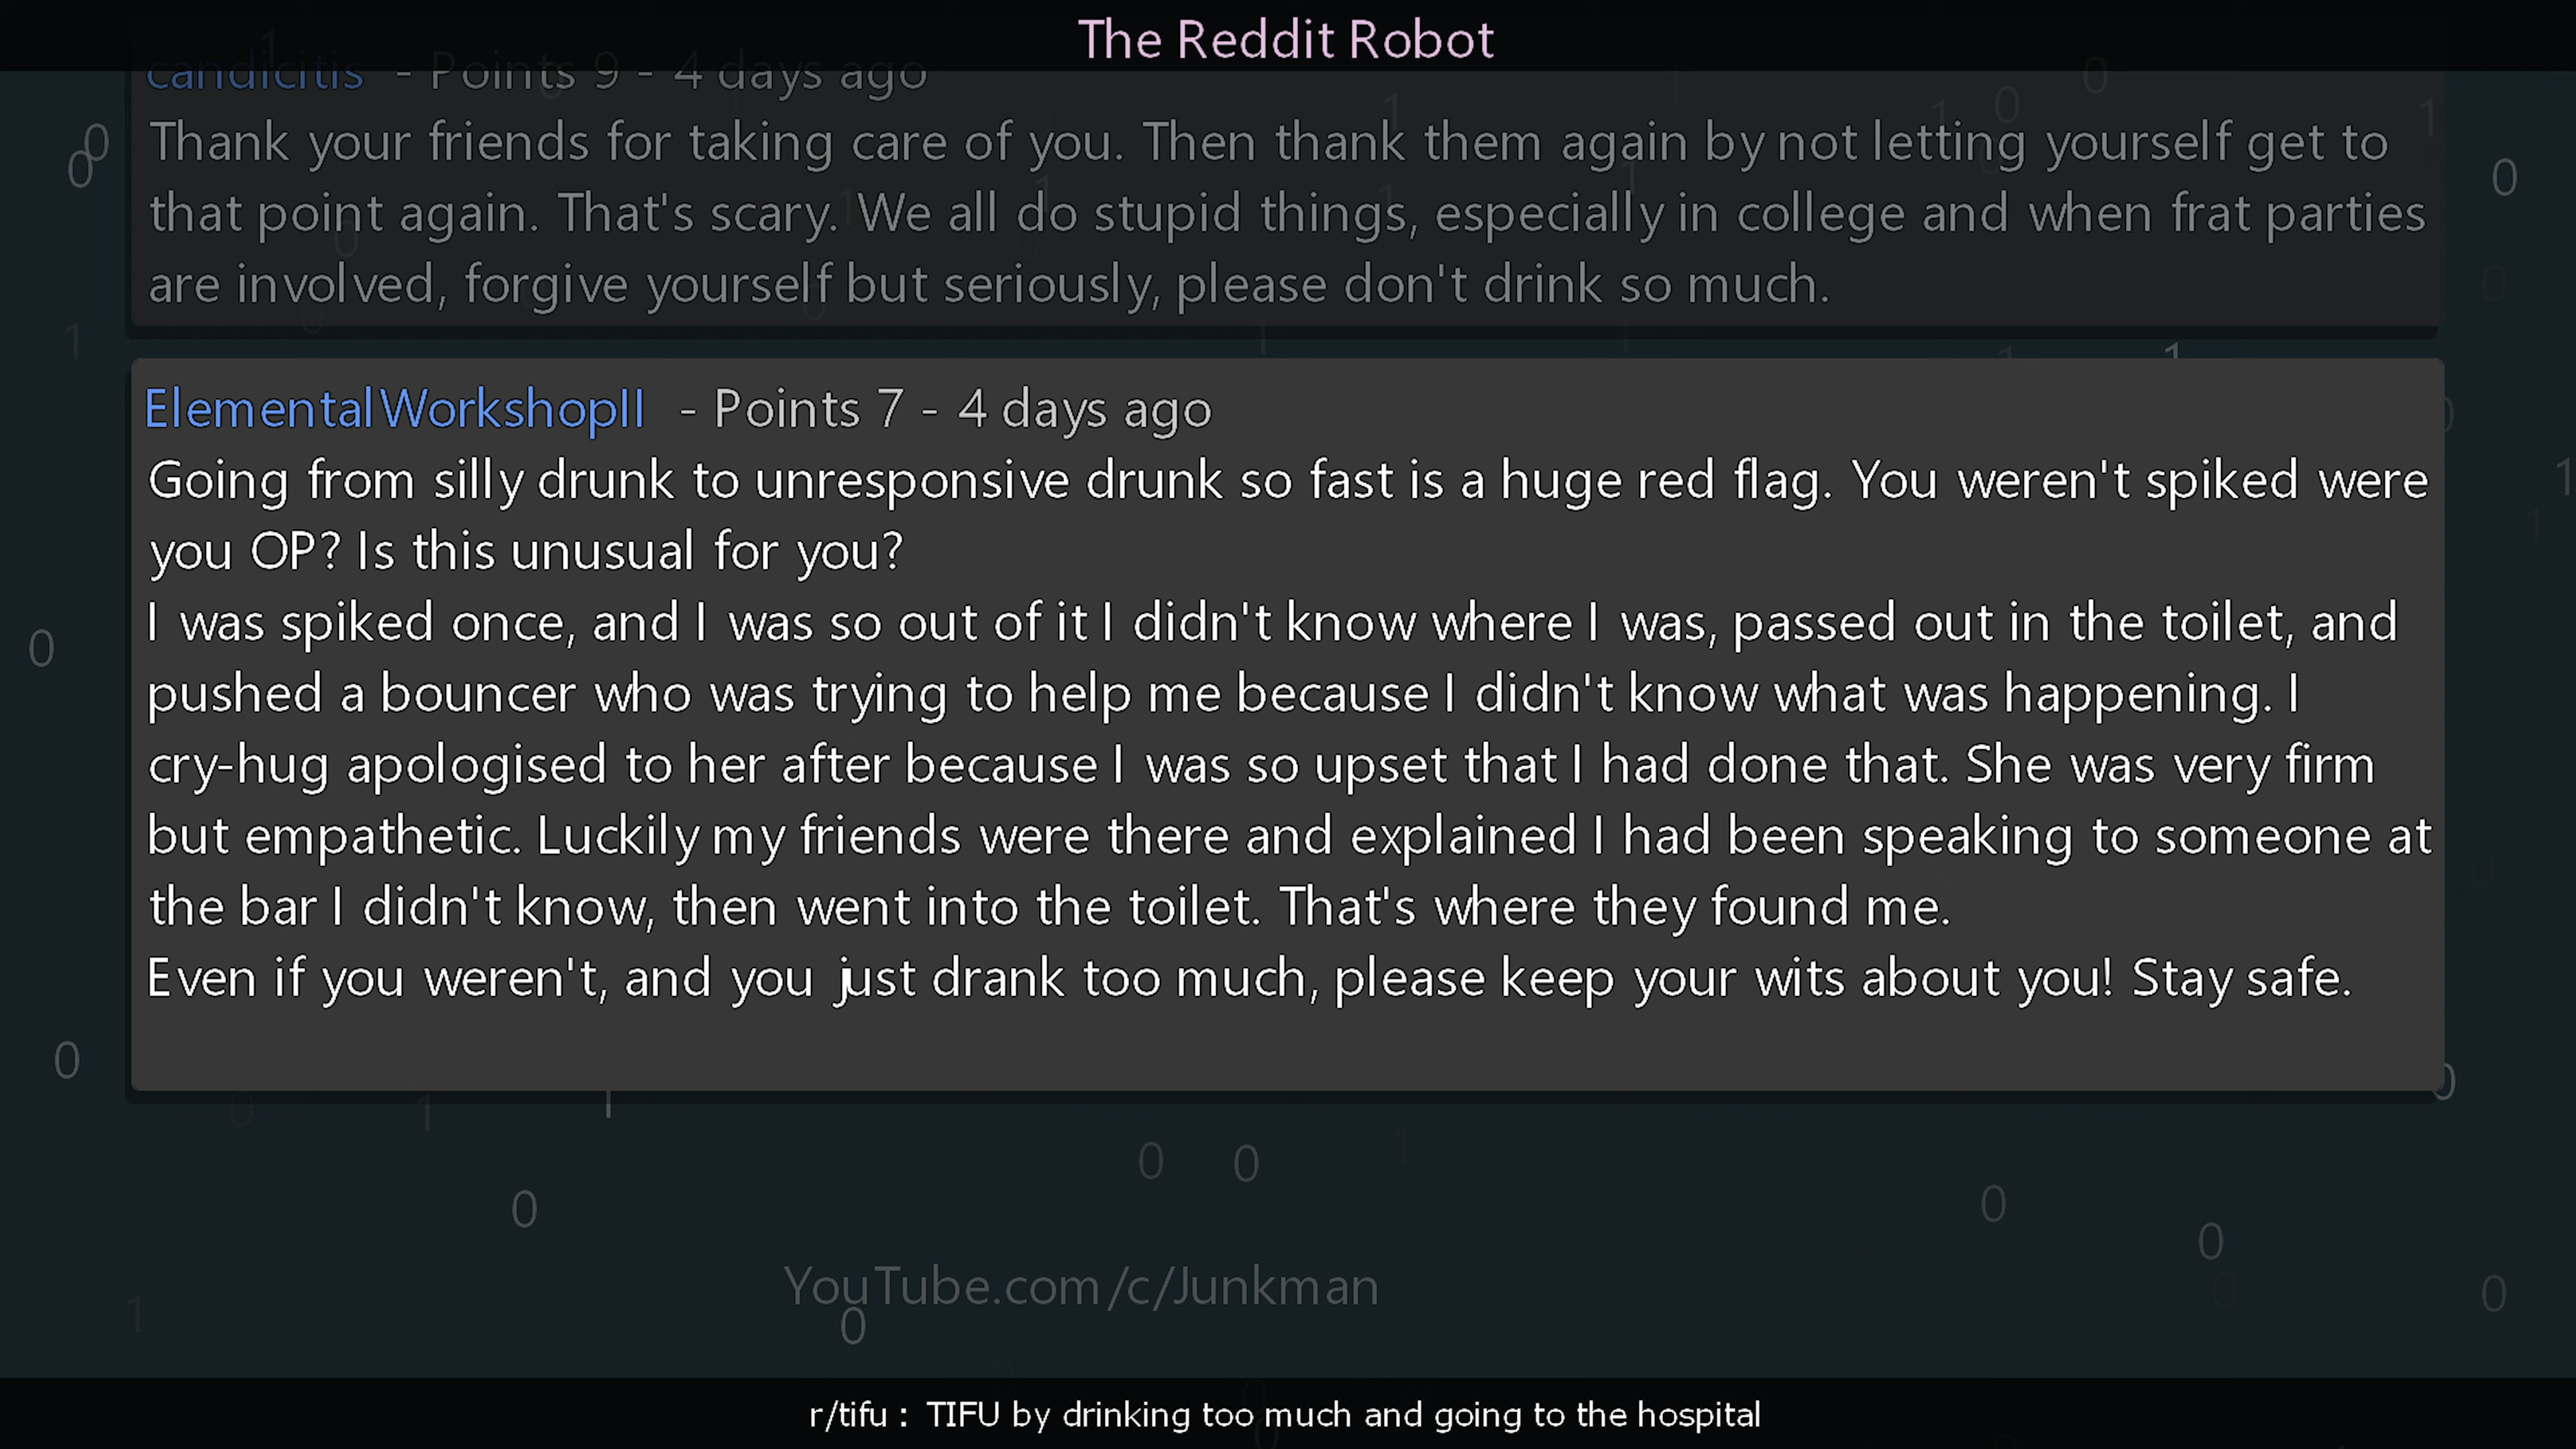 The Reddit Robot
candicitis - Points 9 - 4 days ago
Thank your friends for taking care of you. Then thank them again by not letting yourself get to
that point again. That's scary. We all do stupid things, especially in college and when frat parties
are involved, forgive yourself but seriously, please don't drink so much.
ElementalWorkshopII - Points 7 - 4 days ago
Going from silly drunk to unresponsive drunk so fast is a huge red flag. You weren't spiked were
you OP? Is this unusual for you?
I was spiked once, and I was so out of it I didn't know where I was, passed out in the toilet, and
pushed a bouncer who was trying to help me because I didn't know what was happening. I
cry-hug apologised to her after because I was so upset that I had done that. She was very firm
but empathetic. Luckily my friends were there and explained I had been speaking to someone at
the bar I didn't know, then went into the toilet. That's where they found me.
Even if you weren't, and you just drank too much, please keep your wits about you! Stay safe.
YouTube.com/c/Junkman
r/tifu : TIFU by drinking too much and going to the hospital